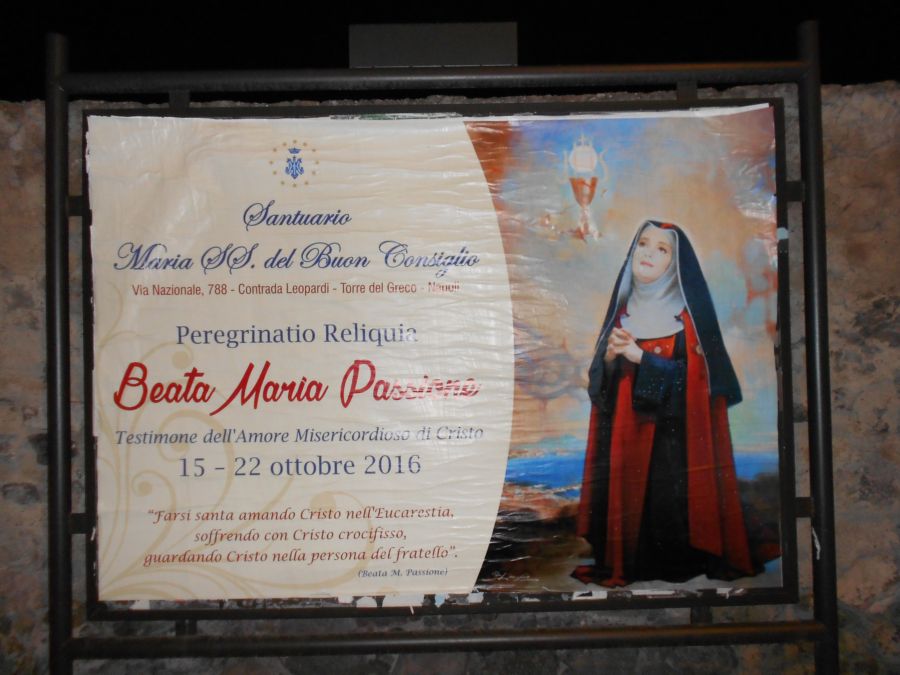 Santuario
Maria SS. del Buon Consiglio
Via Nazionale, 788 - Contrada Leopardi - Torre del Greco - Napoli
Peregrinatio Reliquia
Beata Maria Passione
Testimone dell'Amore Misericordioso di Cristo
15 – 22 ottobre 2016
“Farsi santa amando Cristo nell'Eucarestia,
soffrendo con Cristo crocifisso,
guardando Cristo nella persona del fratello”.
(Beata M. Passione)